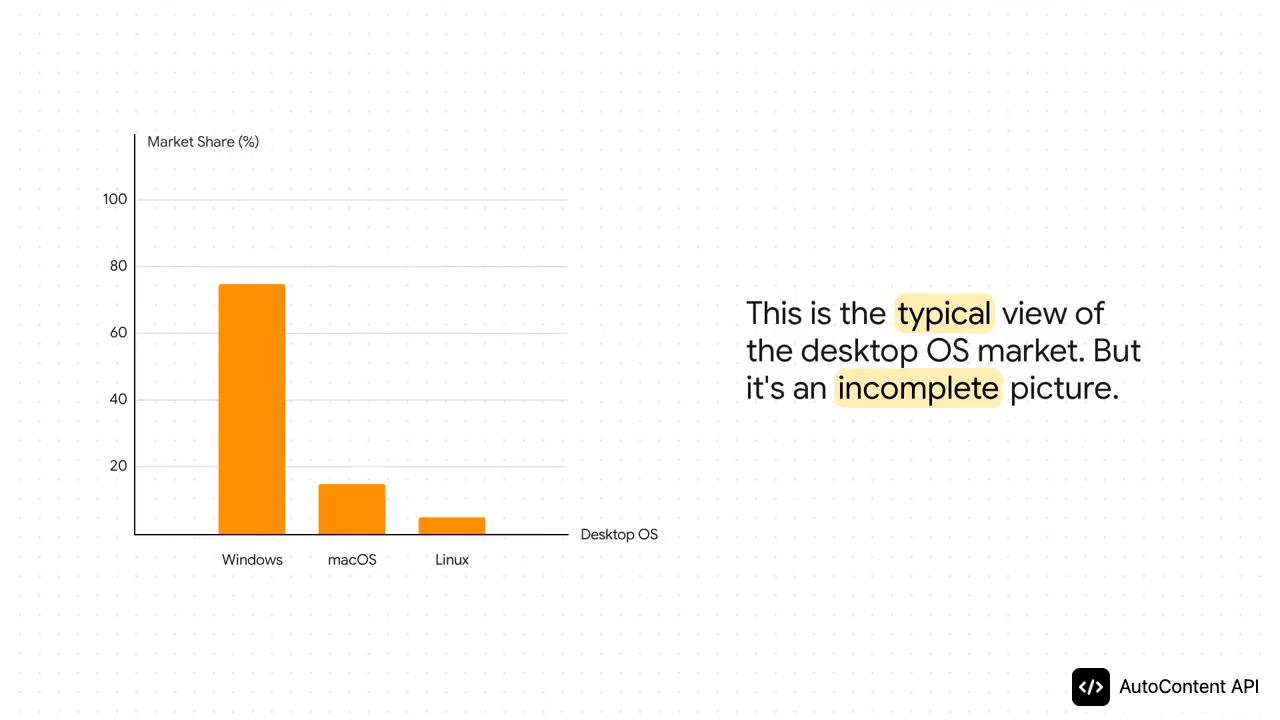 Market Share (%)
100
80
60
40
20
Desktop OS
Windows macOS Linux
This is the typical view of
the desktop OS market. But
it's an incomplete picture.
</> AutoContent API